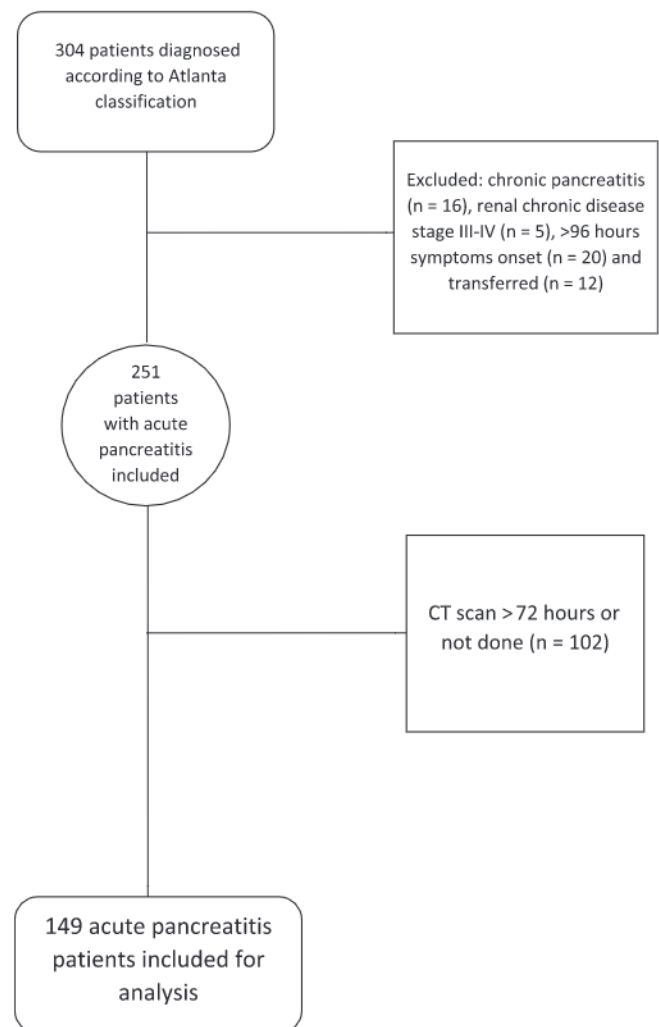 304 patients diagnosed
according to Atlanta
classification
Excluded: chronic pancreatitis
(n = 16), renal chronic disease
stage III-IV (n = 5), >96 hours
symptoms onset (n = 20) and
transferred (n = 12)
251
patients
with acute
pancreatitis
included
CT scan >72 hours or
not done (n = 102)
149 acute pancreatitis
patients included for
analysis